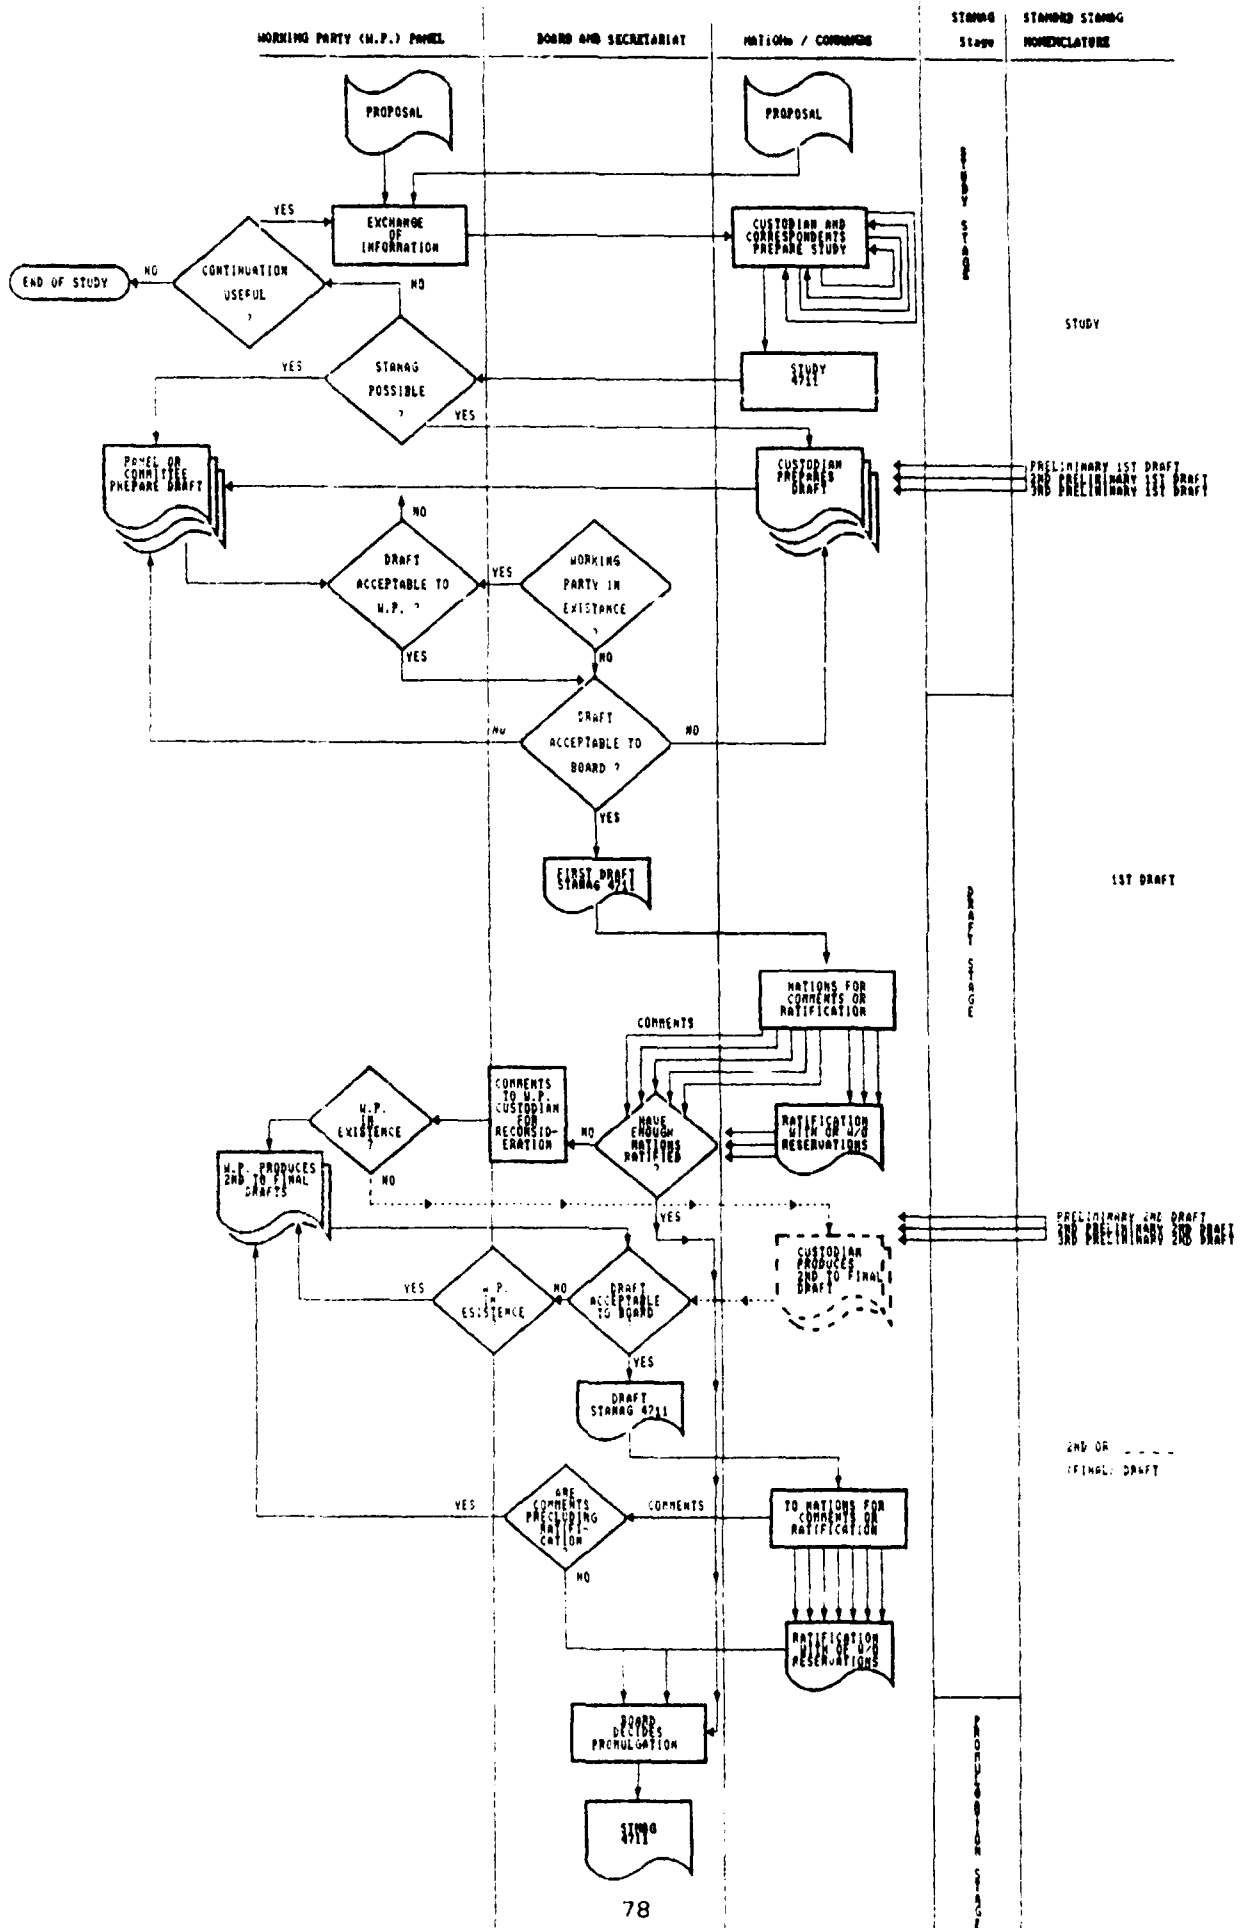 STANAG STANDRD STANAG
WORKING PARTY (W.P.) PANEL BOARD AND SECRETARIAT NATIONs / COMMANDS Stage NOMENCLATURE
PROPOSAL PROPOSAL
STUDY STAGE
YES
EXCHANGE
OF
INFORMATION
CUSTODIAN AND
CORRESPONDENTS
PREPARE STUDY
END OF STUDY
NO
CONTINUATION
USEFUL
?
NO
STUDY
YES
STANAG
POSSIBLE
?
YES
STUDY
4711
PANEL OR
COMMITTEE
PREPARE DRAFT
CUSTODIAN
PREPARES
DRAFT
PRELIMINARY 1ST DRAFT
2ND PRELIMINARY 1ST DRAFT
3RD PRELIMINARY 1ST DRAFT
NO
DRAFT
ACCEPTABLE TO
W.P. ?
YES
YES
WORKING
PARTY IN
EXISTANCE
?
NO
NO
DRAFT
ACCEPTABLE TO
BOARD ?
NO
YES
FIRST DRAFT
STANAG 4711
1ST DRAFT
DRAFT STAGE
NATIONS FOR
COMMENTS OR
RATIFICATION
COMMENTS
W.P.
IN
EXISTENCE
?
COMMENTS
TO W.P.
CUSTODIAN
FOR
RECONSID-
ERATION
NO
HAVE
ENOUGH
NATIONS
RATIFIED
?
RATIFICATION
WITH OR W/O
RESERVATIONS
W.P. PRODUCES
2ND TO FINAL
DRAFTS
NO
YES
PRELIMINARY 2ND DRAFT
2ND PRELIMINARY 2ND DRAFT
3RD PRELIMINARY 2ND DRAFT
CUSTODIAN
PRODUCES
2ND TO FINAL
DRAFT
YES
W.P.
IN
ESISTENCE
NO
DRAFT
ACCEPTABLE
TO BOARD
YES
DRAFT
STANAG 4711
2ND OR _ _ _ _
(FINAL) DRAFT
YES
ARE
COMMENTS
PRECLUDING
RATIFI-
CATION
?
COMMENTS
NO
TO NATIONS FOR
COMMENTS OR
RATIFICATION
RATIFICATION
WITH OF W/O
RESERVATIONS
BOARD
DECIDES
PROMULGATION
PROMULGATION STAGE
4711
78